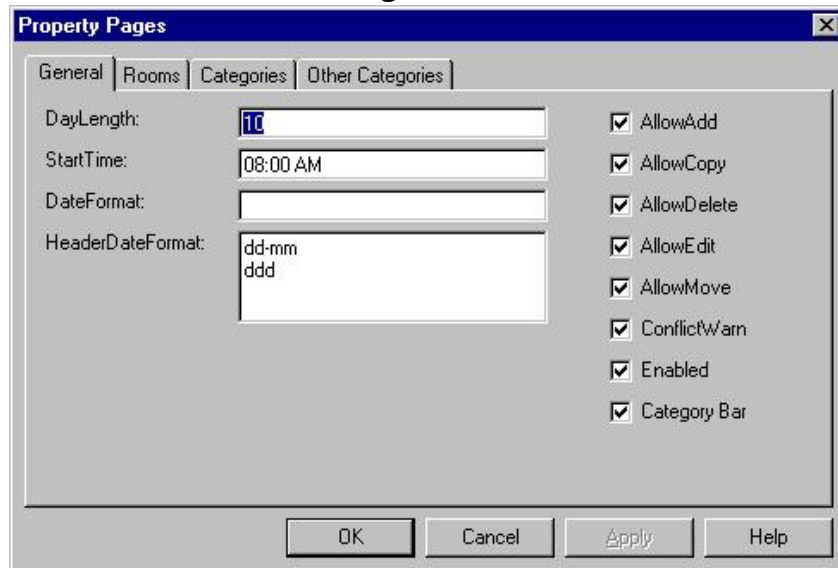 Property Pages
General Rooms Categories Other Categories
DayLength: 10
StartTime: 08:00 AM
DateFormat:
HeaderDateFormat: dd-mm
ddd
AllowAdd
AllowCopy
AllowDelete
AllowEdit
AllowMove
ConflictWarn
Enabled
Category Bar
OK Cancel Apply Help